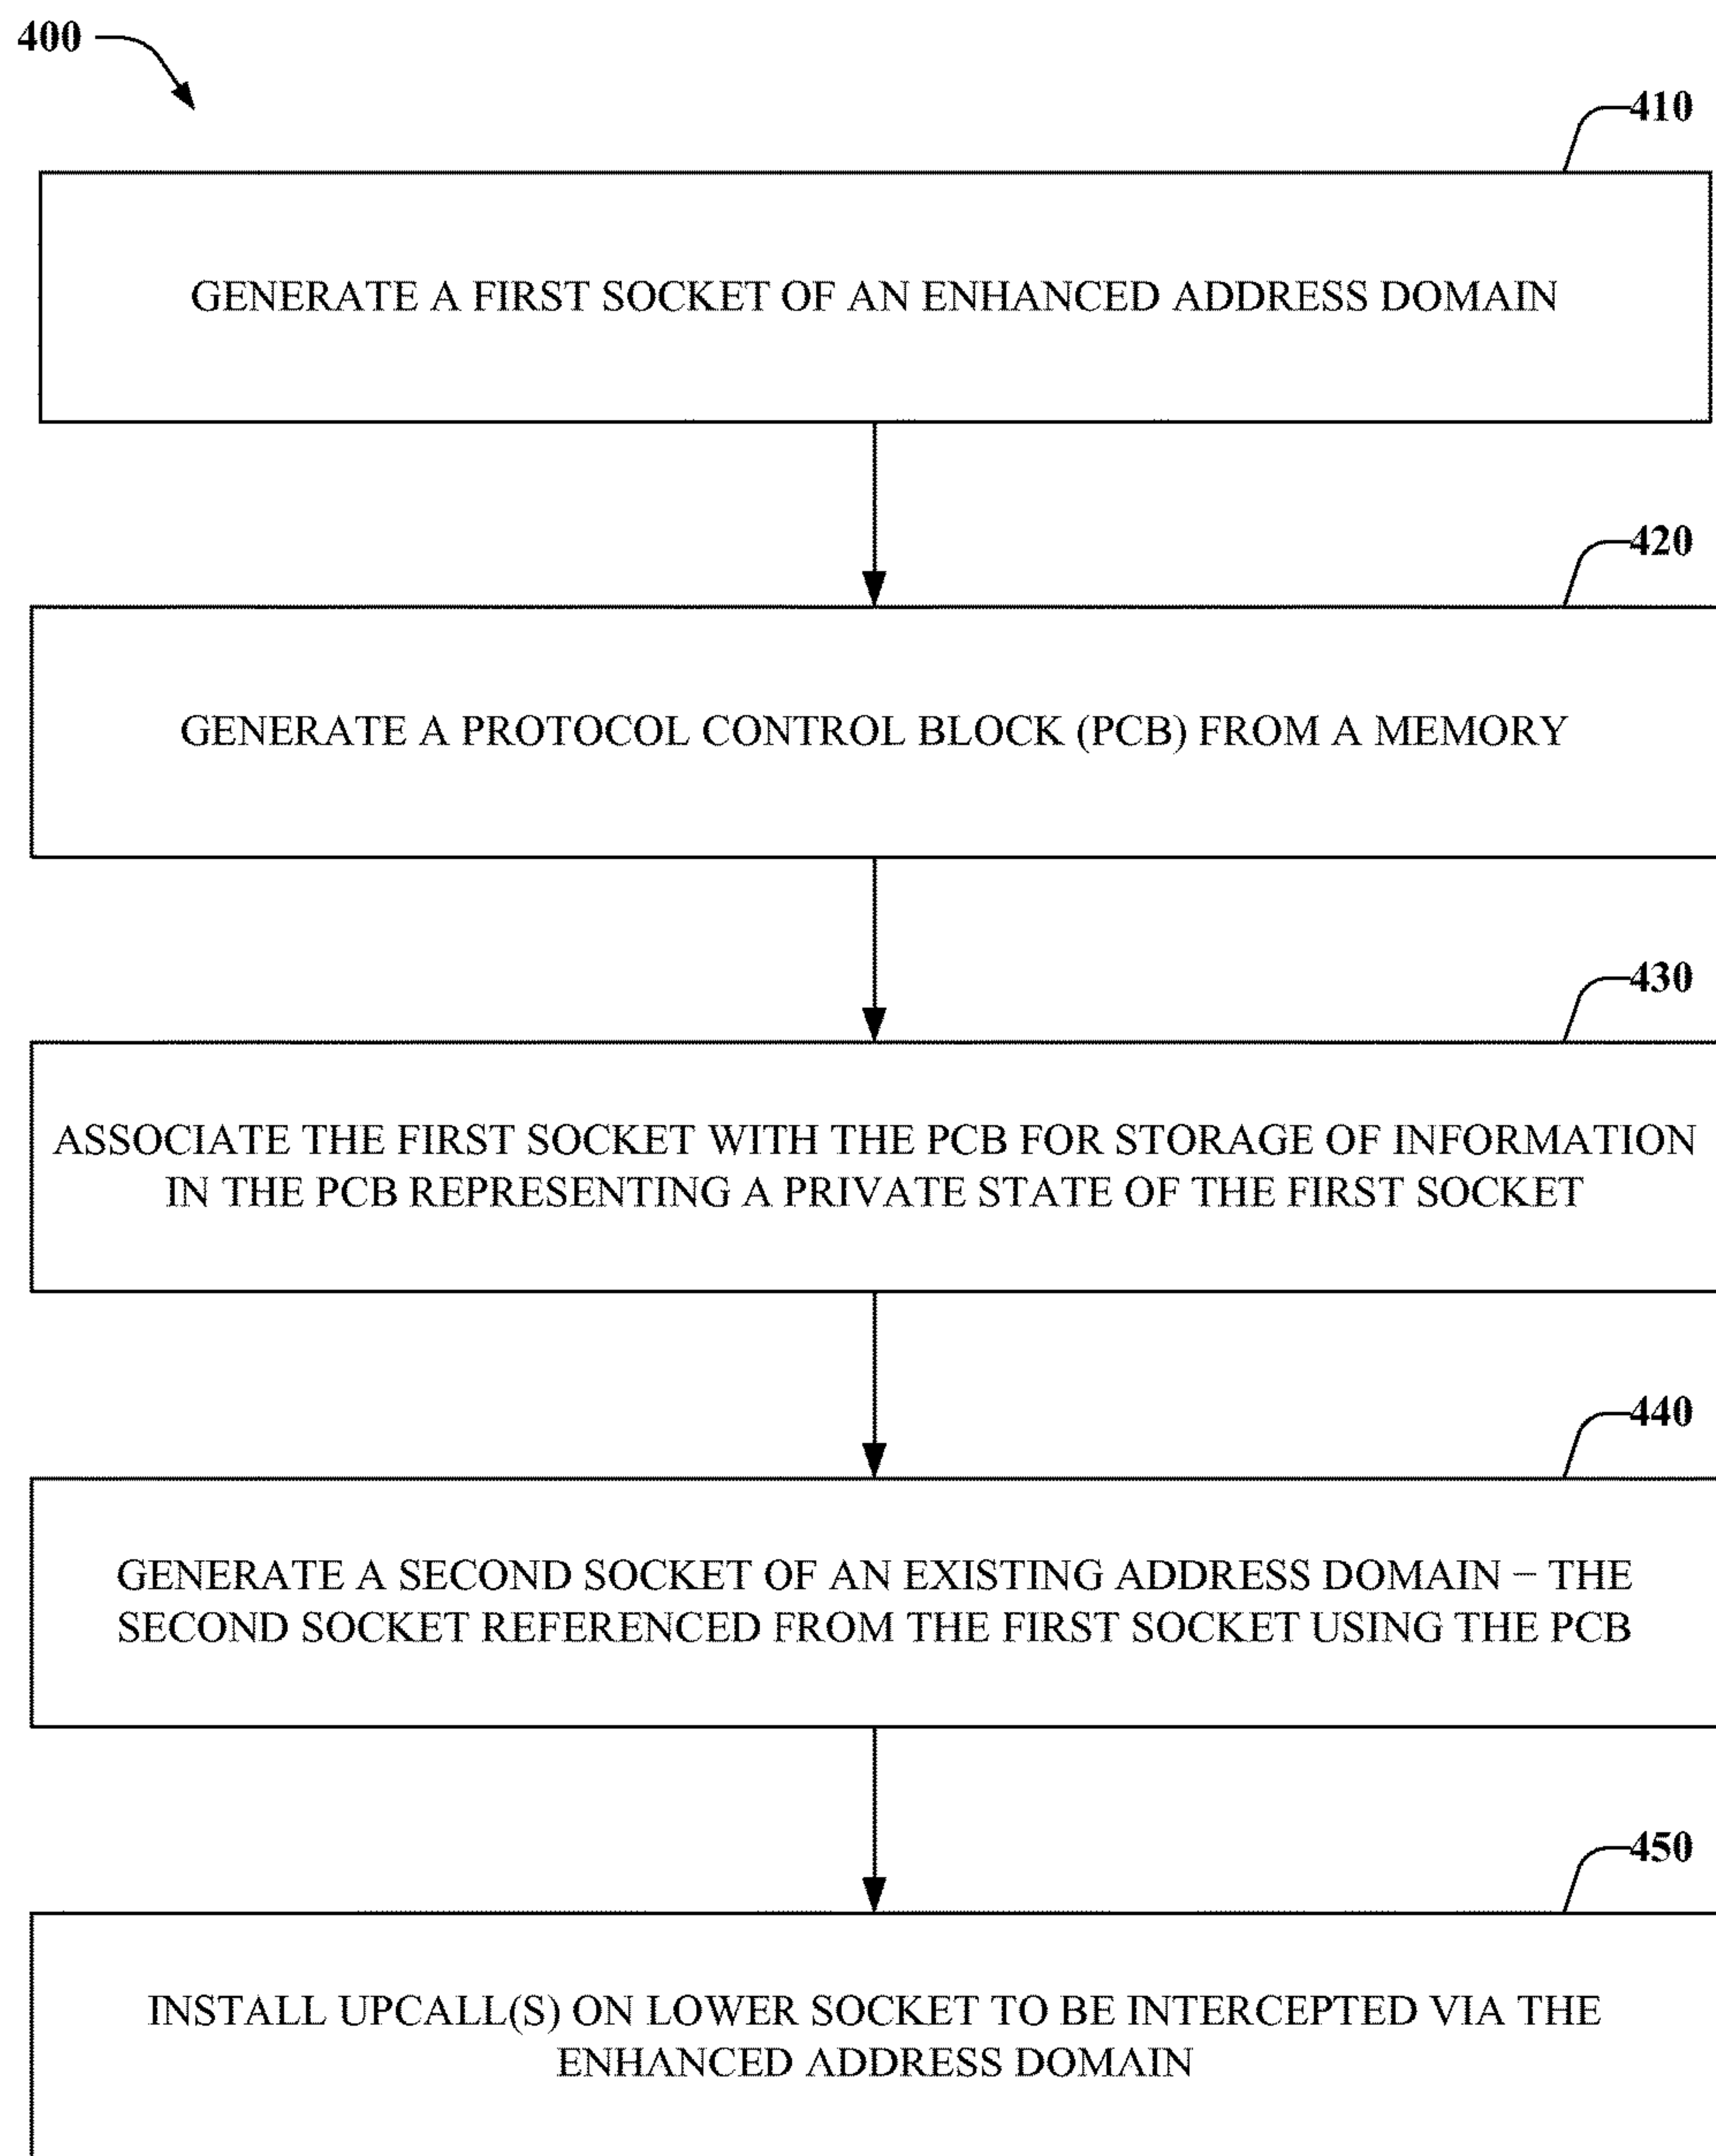 400
410
GENERATE A FIRST SOCKET OF AN ENHANCED ADDRESS DOMAIN
420
GENERATE A PROTOCOL CONTROL BLOCK (PCB) FROM A MEMORY
430
ASSOCIATE THE FIRST SOCKET WITH THE PCB FOR STORAGE OF INFORMATION
IN THE PCB REPRESENTING A PRIVATE STATE OF THE FIRST SOCKET
440
GENERATE A SECOND SOCKET OF AN EXISTING ADDRESS DOMAIN – THE
SECOND SOCKET REFERENCED FROM THE FIRST SOCKET USING THE PCB
450
INSTALL UPCALL(S) ON LOWER SOCKET TO BE INTERCEPTED VIA THE
ENHANCED ADDRESS DOMAIN